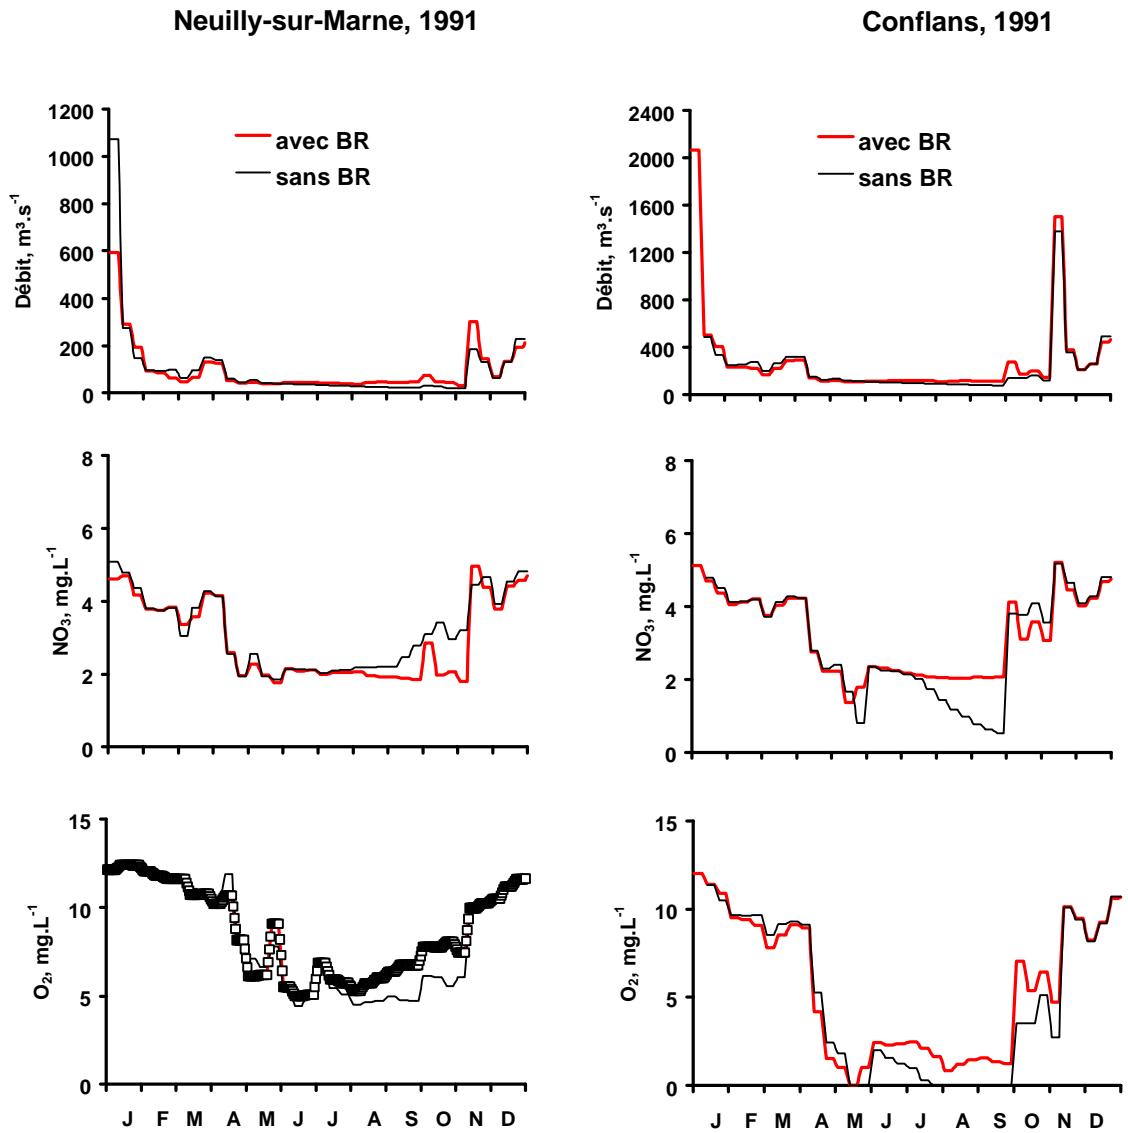 Neuilly-sur-Marne, 1991
Conflans, 1991
1200
1000
800
600
400
200
0
Débit, m³.s⁻¹
avec BR
sans BR
2400
2000
1600
1200
800
400
0
Débit, m³.s⁻¹
avec BR
sans BR
8
6
4
2
0
NO₃, mg.L⁻¹
8
6
4
2
0
NO₃, mg.L⁻¹
15
10
5
0
O₂, mg.L⁻¹
J F M A M J J A S O N D
15
10
5
0
O₂, mg.L⁻¹
J F M A M J J A S O N D